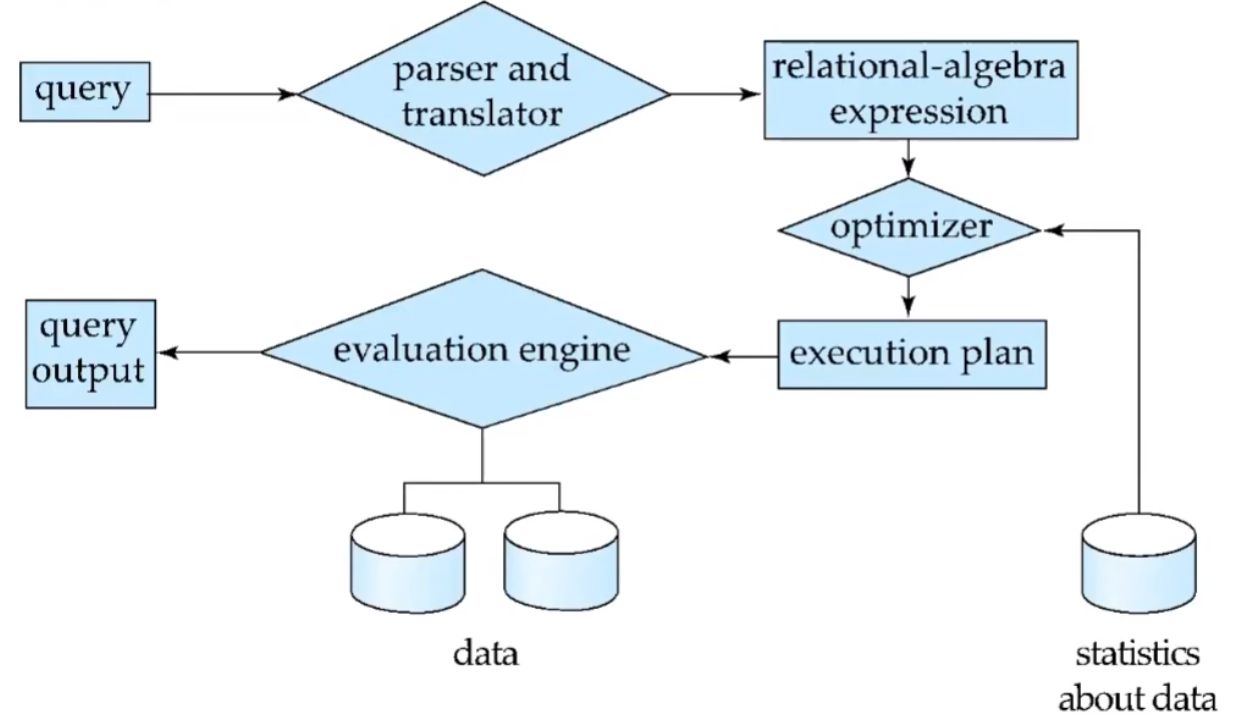 query
parser and
translator
relational-algebra
expression
optimizer
query
output
evaluation engine
execution plan
data
statistics
about data